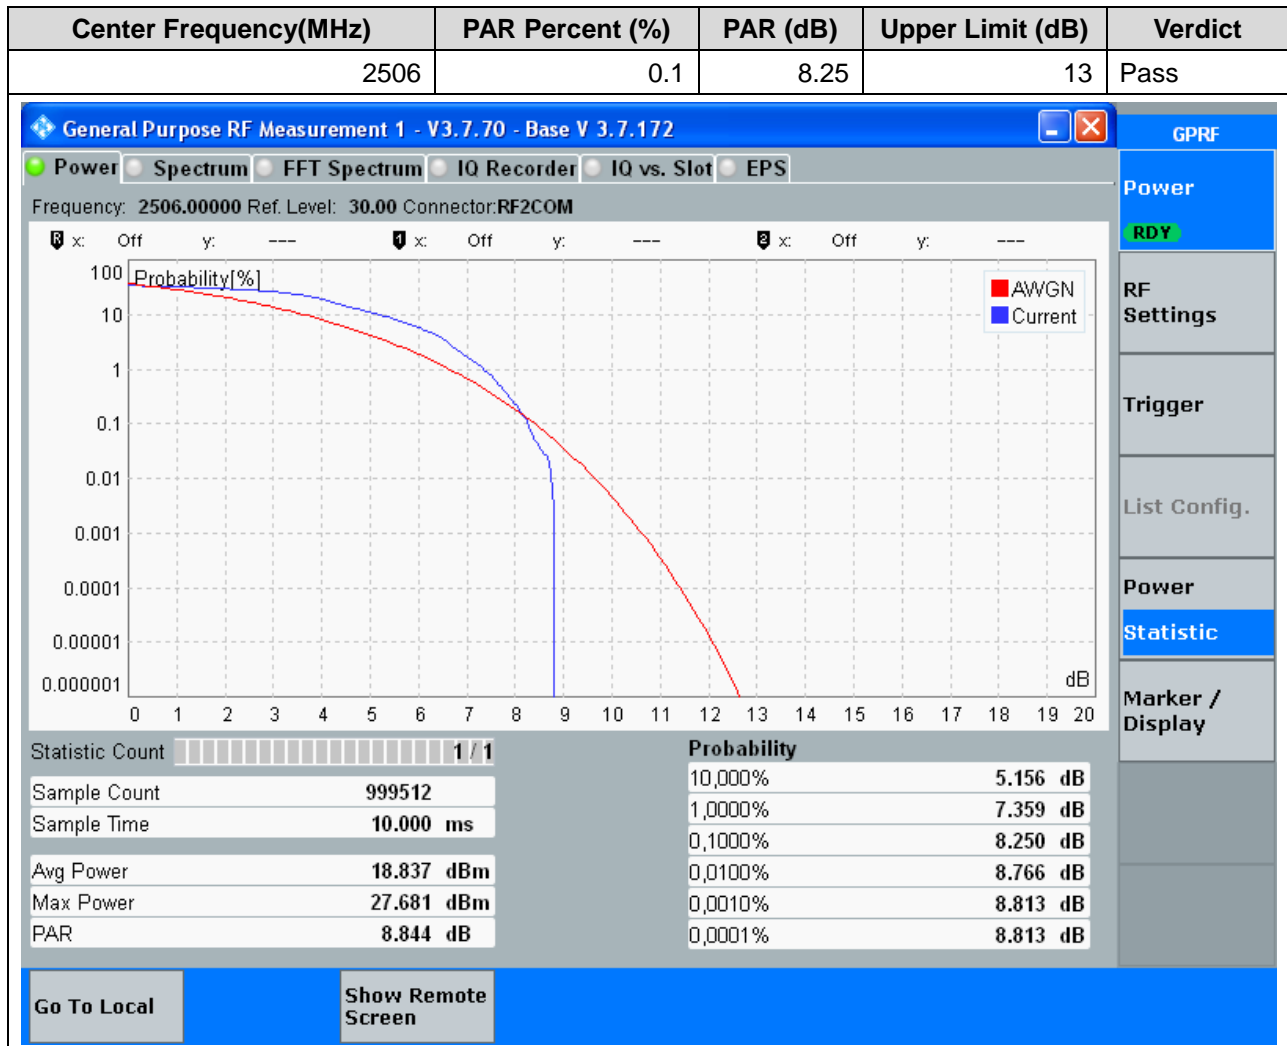 Center Frequency(MHz) PAR Percent (%) PAR (dB) Upper Limit (dB) Verdict
2506 0.1 8.25 13 Pass
General Purpose RF Measurement 1 - V3.7.70 - Base V 3.7.172
GPRF
Power Spectrum FFT Spectrum IQ Recorder IQ vs. Slot EPS
Power
RDY
Frequency: 2506.00000 Ref. Level: 30.00 Connector:RF2COM
R x: Off y: --- 1 x: Off y: --- 2 x: Off y: ---
Probability[%]
AWGN
Current
100
10
1
0.1
0.01
0.001
0.0001
0.00001
0.000001
dB
0 1 2 3 4 5 6 7 8 9 10 11 12 13 14 15 16 17 18 19 20
RF
Settings
Trigger
List Config.
Power
Statistic
Marker /
Display
Statistic Count 1 / 1
Sample Count 999512
Sample Time 10.000 ms
Avg Power 18.837 dBm
Max Power 27.681 dBm
PAR 8.844 dB
Probability
10,000% 5.156 dB
1,0000% 7.359 dB
0,1000% 8.250 dB
0,0100% 8.766 dB
0,0010% 8.813 dB
0,0001% 8.813 dB
Go To Local
Show Remote
Screen